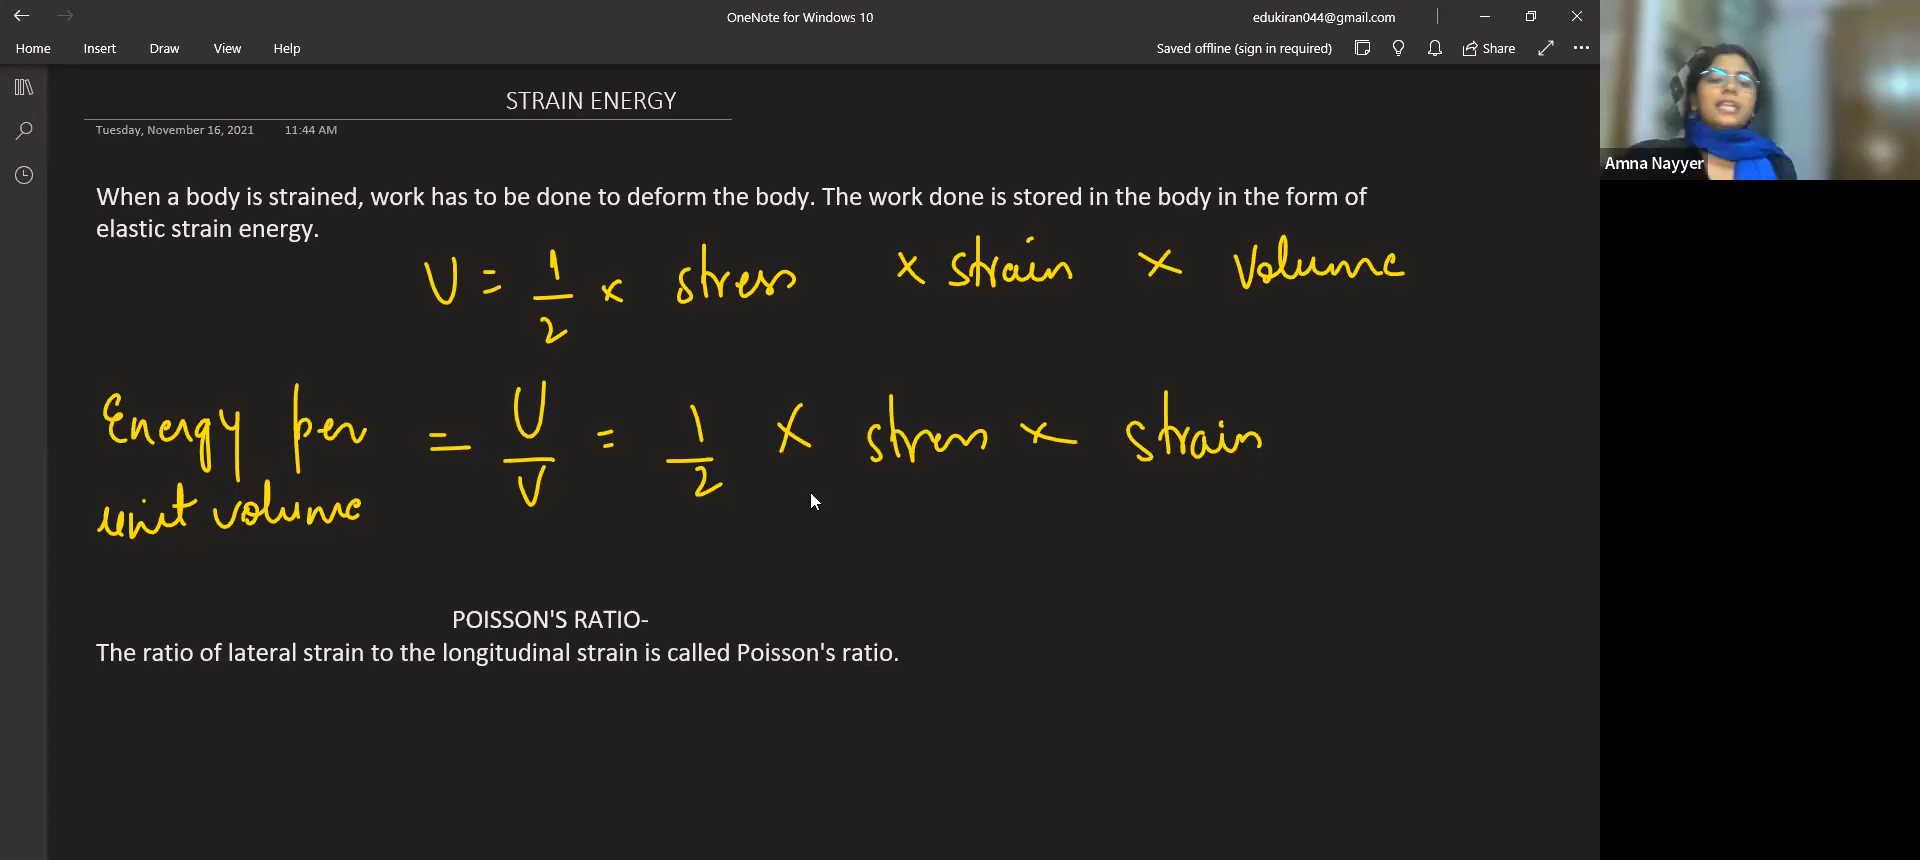 OneNote for Windows 10
edukiran044@gmail.com
Home Insert Draw View Help
Saved offline (sign in required) Share
STRAIN ENERGY
Tuesday, November 16, 2021 11:44 AM
When a body is strained, work has to be done to deform the body. The work done is stored in the body in the form of
elastic strain energy.
U = 1/2 × stress × strain × Volume
Energy per unit volume = U/V = 1/2 × stress × strain
POISSON'S RATIO-
The ratio of lateral strain to the longitudinal strain is called Poisson's ratio.
Amna Nayyer